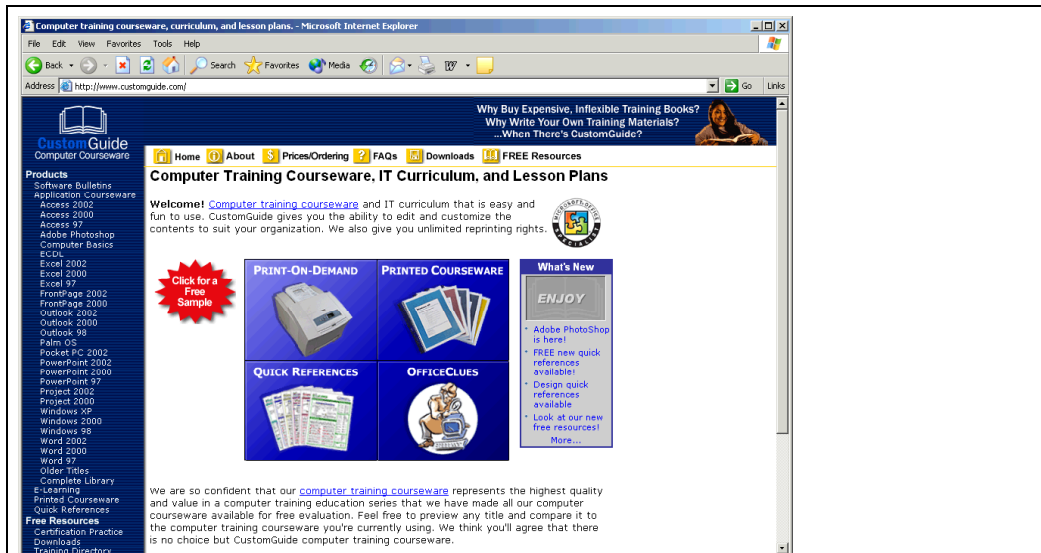 Computer training courseware, curriculum, and lesson plans. - Microsoft Internet Explorer
File Edit View Favorites Tools Help
Back Search Favorites Media
Address http://www.customguide.com/ Go Links
CustomGuide
Computer Courseware
Why Buy Expensive, Inflexible Training Books?
Why Write Your Own Training Materials?
...When There's CustomGuide?
Home About Prices/Ordering FAQs Downloads FREE Resources
Products
Software Bulletins
Application Courseware
Access 2002
Access 2000
Access 97
Adobe Photoshop
Computer Basics
ECDL
Excel 2002
Excel 2000
Excel 97
FrontPage 2002
FrontPage 2000
Outlook 2002
Outlook 2000
Outlook 98
Palm OS
Pocket PC 2002
PowerPoint 2002
PowerPoint 2000
PowerPoint 97
Project 2002
Project 2000
Windows XP
Windows 2000
Windows 98
Word 2002
Word 2000
Word 97
Older Titles
Complete Library
E-Learning
Printed Courseware
Quick References
Free Resources
Certification Practice
Downloads
Training Directory
Computer Training Courseware, IT Curriculum, and Lesson Plans
Welcome! Computer training courseware and IT curriculum that is easy and
fun to use. CustomGuide gives you the ability to edit and customize the
contents to suit your organization. We also give you unlimited reprinting rights.
MICROSOFT OFFICE SPECIALIST
Click for a
Free
Sample
PRINT-ON-DEMAND
PRINTED COURSEWARE
QUICK REFERENCES
OFFICECLUES
What's New
ENJOY
Adobe PhotoShop
is here!
FREE new quick
references
available!
Design quick
references
available
Look at our new
free resources!
More...
We are so confident that our computer training courseware represents the highest quality
and value in a computer training education series that we have made all our computer
courseware available for free evaluation. Feel free to preview any title and compare it to
the computer training courseware you're currently using. We think you'll agree that there
is no choice but CustomGuide computer training courseware.